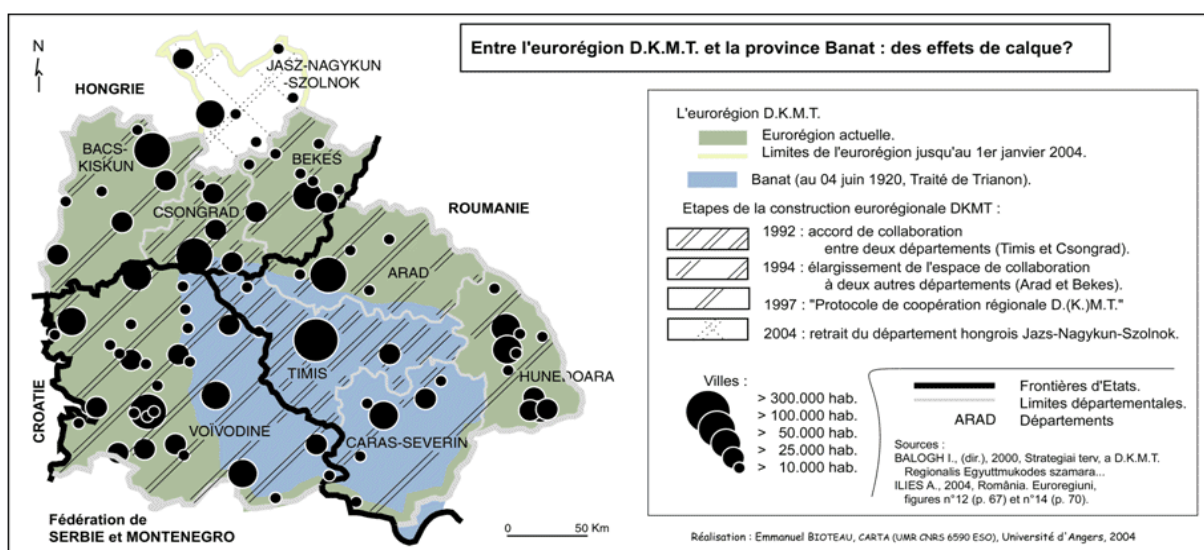 Entre l'eurorégion D.K.M.T. et la province Banat : des effets de calque?
N
HONGRIE
JASZ-NAGYKUN
-SZOLNOK
BACS-
KISKUN
BEKES
CSONGRAD
ROUMANIE
ARAD
TIMIS
HUNEDOARA
CROATIE
VOÏVODINE
CARAS-SEVERIN
Fédération de
SERBIE et MONTENEGRO
0 50 Km
L'eurorégion D.K.M.T.
Eurorégion actuelle.
Limites de l'eurorégion jusqu'au 1er janvier 2004.
Banat (au 04 juin 1920, Traité de Trianon).
Etapes de la construction eurorégionale DKMT :
1992 : accord de collaboration
entre deux départements (Timis et Csongrad).
1994 : élargissement de l'espace de collaboration
à deux autres départements (Arad et Bekes).
1997 : "Protocole de coopération régionale D.(K.)M.T."
2004 : retrait du département hongrois Jazs-Nagykun-Szolnok.
Villes :
> 300.000 hab.
> 100.000 hab.
> 50.000 hab.
> 25.000 hab.
> 10.000 hab.
Frontières d'Etats.
Limites départementales.
ARAD Départements
Sources :
BALOGH I., (dir.), 2000, Strategiai terv, a D.K.M.T.
Regionalis Egyuttmukodes szamara...
ILIES A., 2004, România. Euroregiuni,
figures n°12 (p. 67) et n°14 (p. 70).
Réalisation : Emmanuel BIOTEAU, CARTA (UMR CNRS 6590 ESO), Université d'Angers, 2004